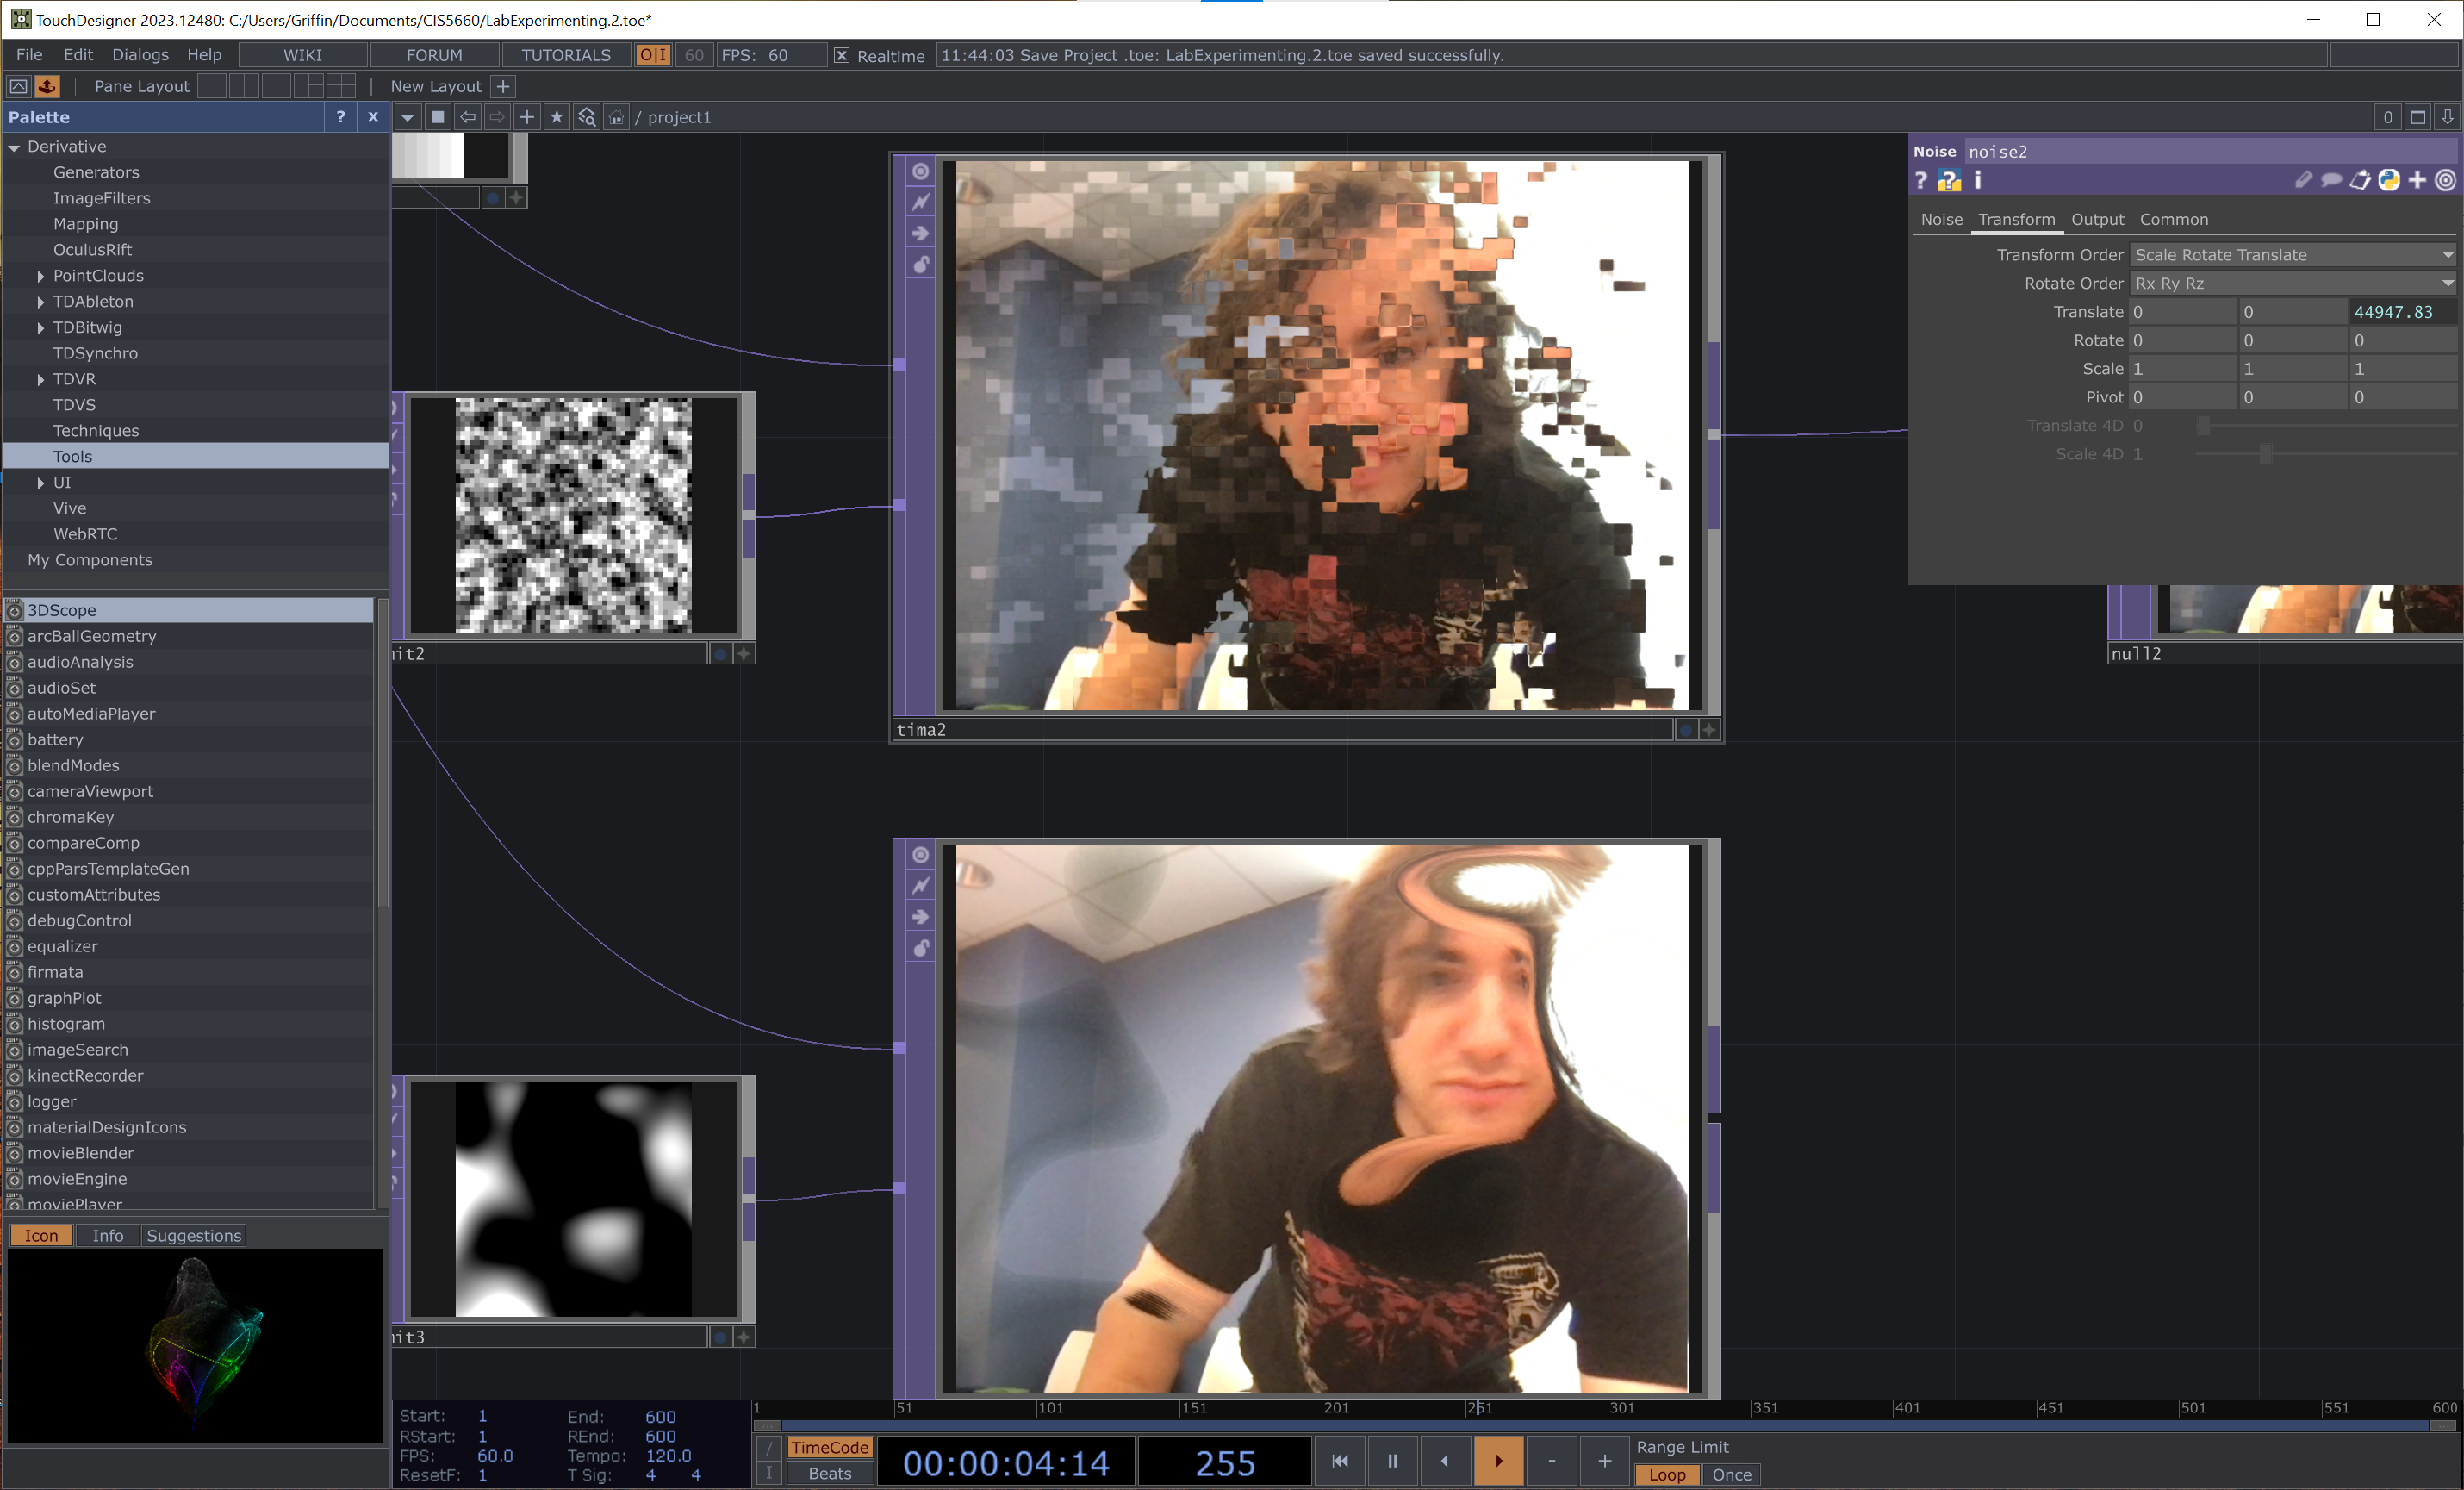 TouchDesigner 2023.12480: C:/Users/Griffin/Documents/CIS5660/LabExperimenting.2.toe*
File Edit Dialogs Help WIKI FORUM TUTORIALS O|I 60 FPS: 60 Realtime 11:44:03 Save Project .toe: LabExperimenting.2.toe saved successfully.
Pane Layout New Layout +
Palette ? x
/ project1 0
Derivative
Generators
ImageFilters
Mapping
OculusRift
PointClouds
TDAbleton
TDBitwig
TDSynchro
TDVR
TDVS
Techniques
Tools
UI
Vive
WebRTC
My Components
3DScope
arcBallGeometry
audioAnalysis
audioSet
autoMediaPlayer
battery
blendModes
cameraViewport
chromaKey
compareComp
cppParsTemplateGen
customAttributes
debugControl
equalizer
firmata
graphPlot
histogram
imageSearch
kinectRecorder
logger
materialDesignIcons
movieBlender
movieEngine
moviePlayer
Icon Info Suggestions
tima2
null2
Noise noise2
? ? i
Noise Transform Output Common
Transform Order Scale Rotate Translate
Rotate Order Rx Ry Rz
Translate 0 0 44947.83
Rotate 0 0 0
Scale 1 1 1
Pivot 0 0 0
Translate 4D 0
Scale 4D 1
Start: 1 End: 600
RStart: 1 REnd: 600
FPS: 60.0 Tempo: 120.0
ResetF: 1 T Sig: 4 4
1 51 101 151 201 251 301 351 401 451 501 551 600
TimeCode
Beats
00:00:04:14 255
- +
Range Limit
Loop Once